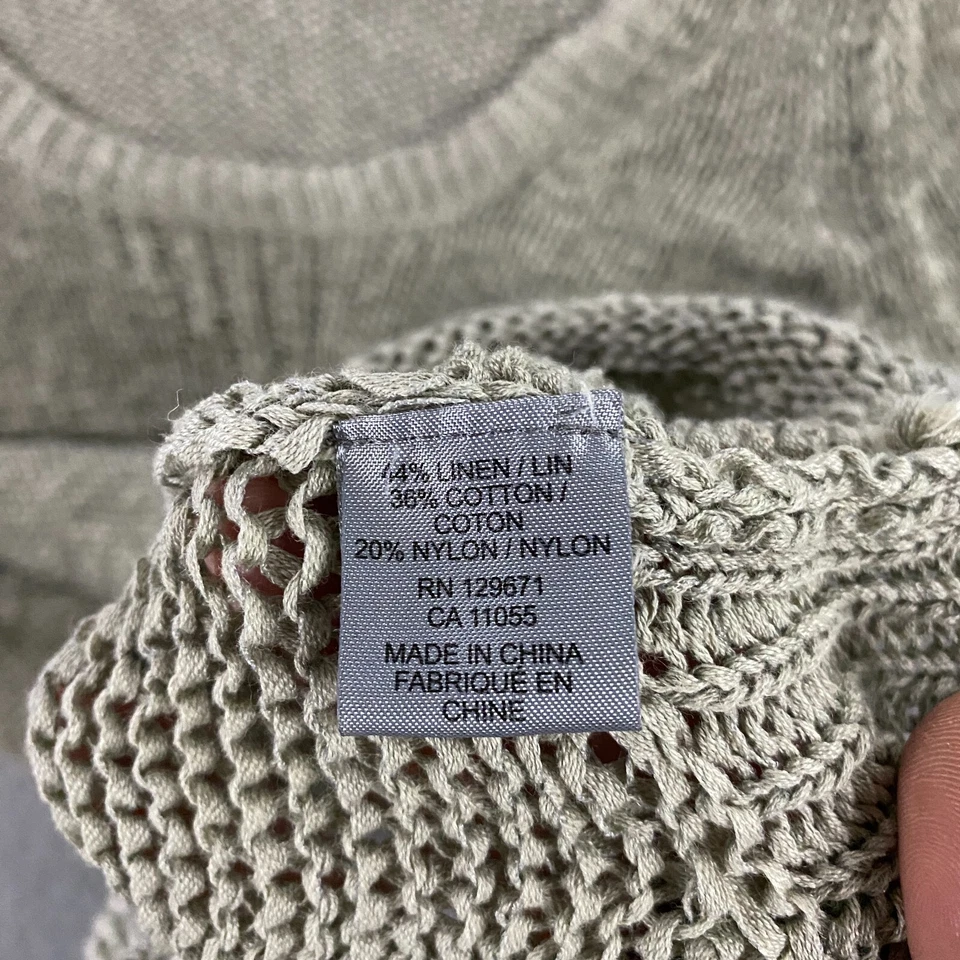 44% LINEN / LIN
36% COTTON /
COTON
20% NYLON / NYLON
RN 129671
CA 11055
MADE IN CHINA
FABRIQUÉ EN
CHINE